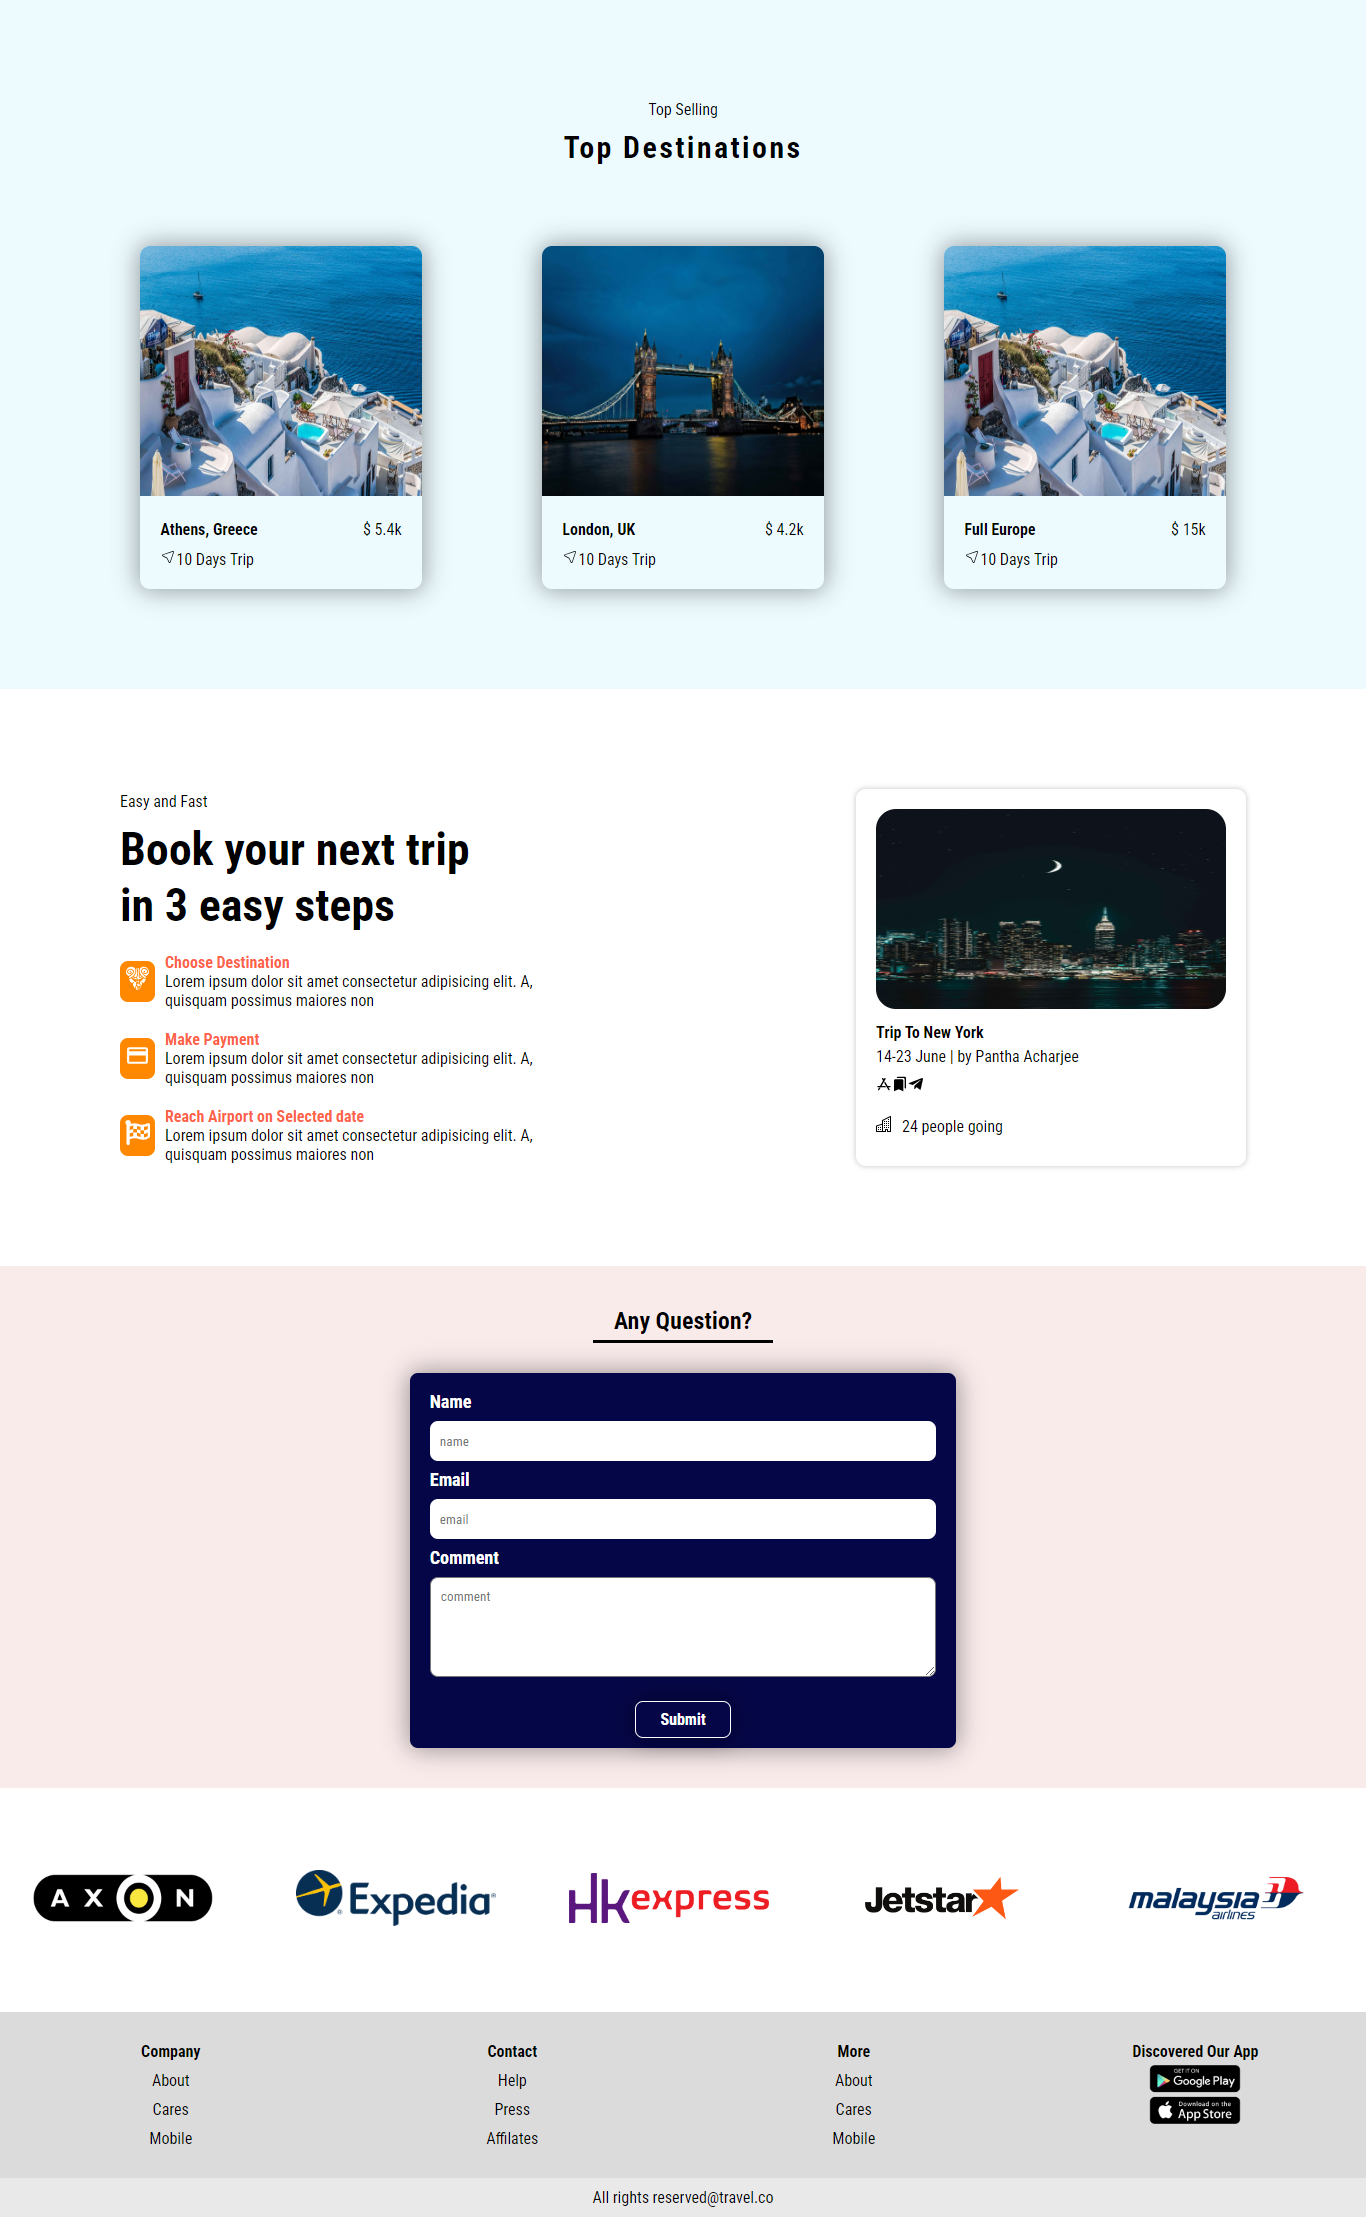 Top Selling
Top Destinations
Athens, Greece $ 5.4k
10 Days Trip
London, UK $ 4.2k
10 Days Trip
Full Europe $ 15k
10 Days Trip
Easy and Fast
Book your next trip
in 3 easy steps
Choose Destination
Lorem ipsum dolor sit amet consectetur adipisicing elit. A,
quisquam possimus maiores non
Make Payment
Lorem ipsum dolor sit amet consectetur adipisicing elit. A,
quisquam possimus maiores non
Reach Airport on Selected date
Lorem ipsum dolor sit amet consectetur adipisicing elit. A,
quisquam possimus maiores non
Trip To New York
14-23 June | by Pantha Acharjee
24 people going
Any Question?
Name
name
Email
email
Comment
comment
Submit
AXON
Expedia®
HKexpress
Jetstar
malaysia
airlines
Company
About
Cares
Mobile
Contact
Help
Press
Affilates
More
About
Cares
Mobile
Discovered Our App
GET IT ON
Google Play
Download on the
App Store
All rights reserved@travel.co